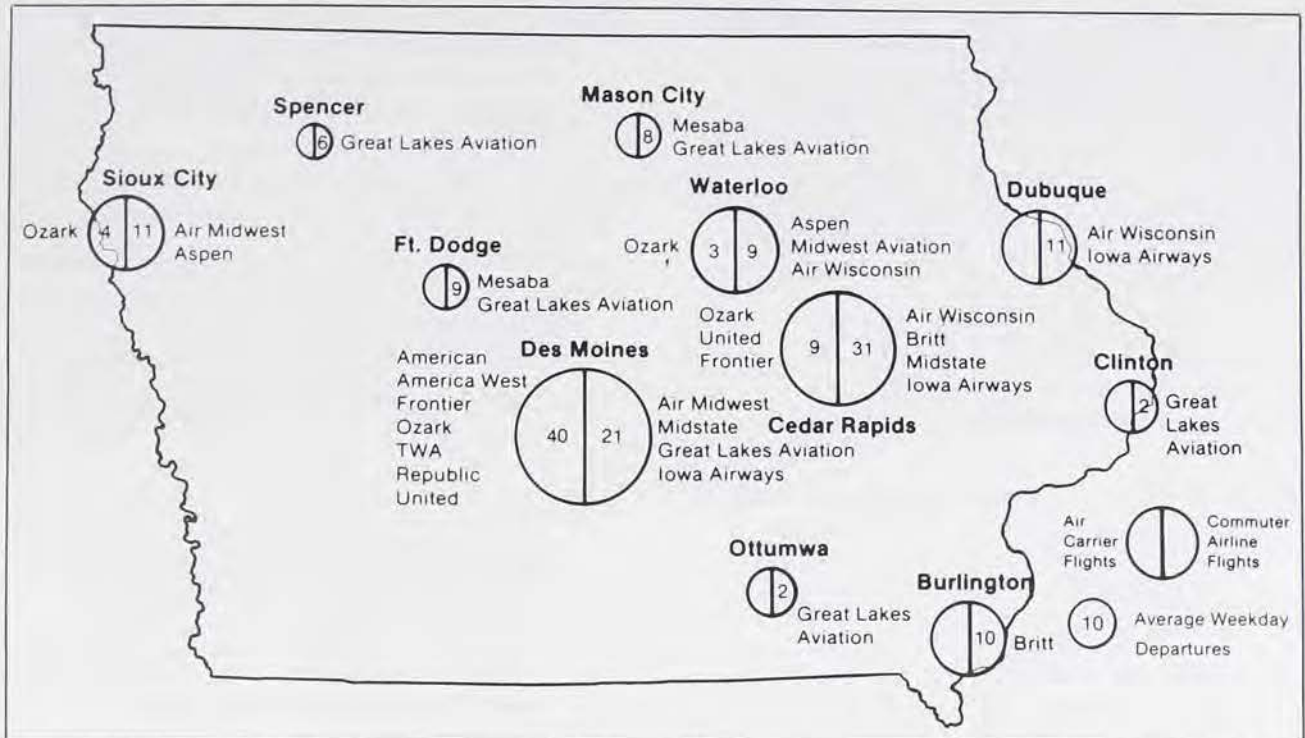 Spencer
6
Great Lakes Aviation
Mason City
8
Mesaba
Great Lakes Aviation
Sioux City
Ozark
4
11
Air Midwest
Aspen
Ft. Dodge
9
Mesaba
Great Lakes Aviation
Waterloo
Ozark
3
9
Aspen
Midwest Aviation
Air Wisconsin
Dubuque
11
Air Wisconsin
Iowa Airways
Ozark
United
Frontier
9
31
Air Wisconsin
Britt
Midstate
Iowa Airways
Cedar Rapids
Des Moines
American
America West
Frontier
Ozark
TWA
Republic
United
40
21
Air Midwest
Midstate
Great Lakes Aviation
Iowa Airways
Clinton
2
Great
Lakes
Aviation
Ottumwa
2
Great Lakes
Aviation
Burlington
10
Britt
Air
Carrier
Flights
Commuter
Airline
Flights
10
Average Weekday
Departures